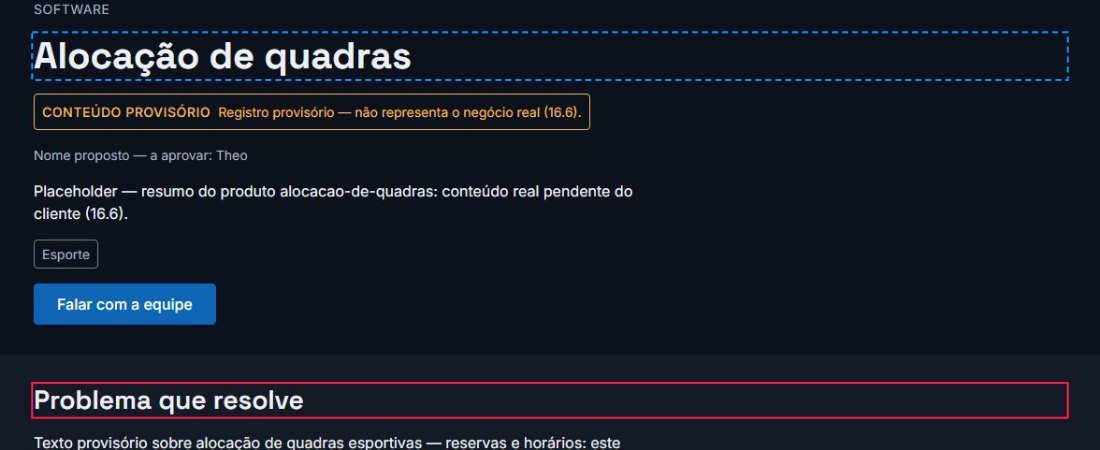 SOFTWARE
Alocação de quadras
CONTEÚDO PROVISÓRIO Registro provisório — não representa o negócio real (16.6).
Nome proposto — a aprovar: Theo
Placeholder — resumo do produto alocacao-de-quadras: conteúdo real pendente do
cliente (16.6).
Esporte
Falar com a equipe
Problema que resolve
Texto provisório sobre alocação de quadras esportivas — reservas e horários: este